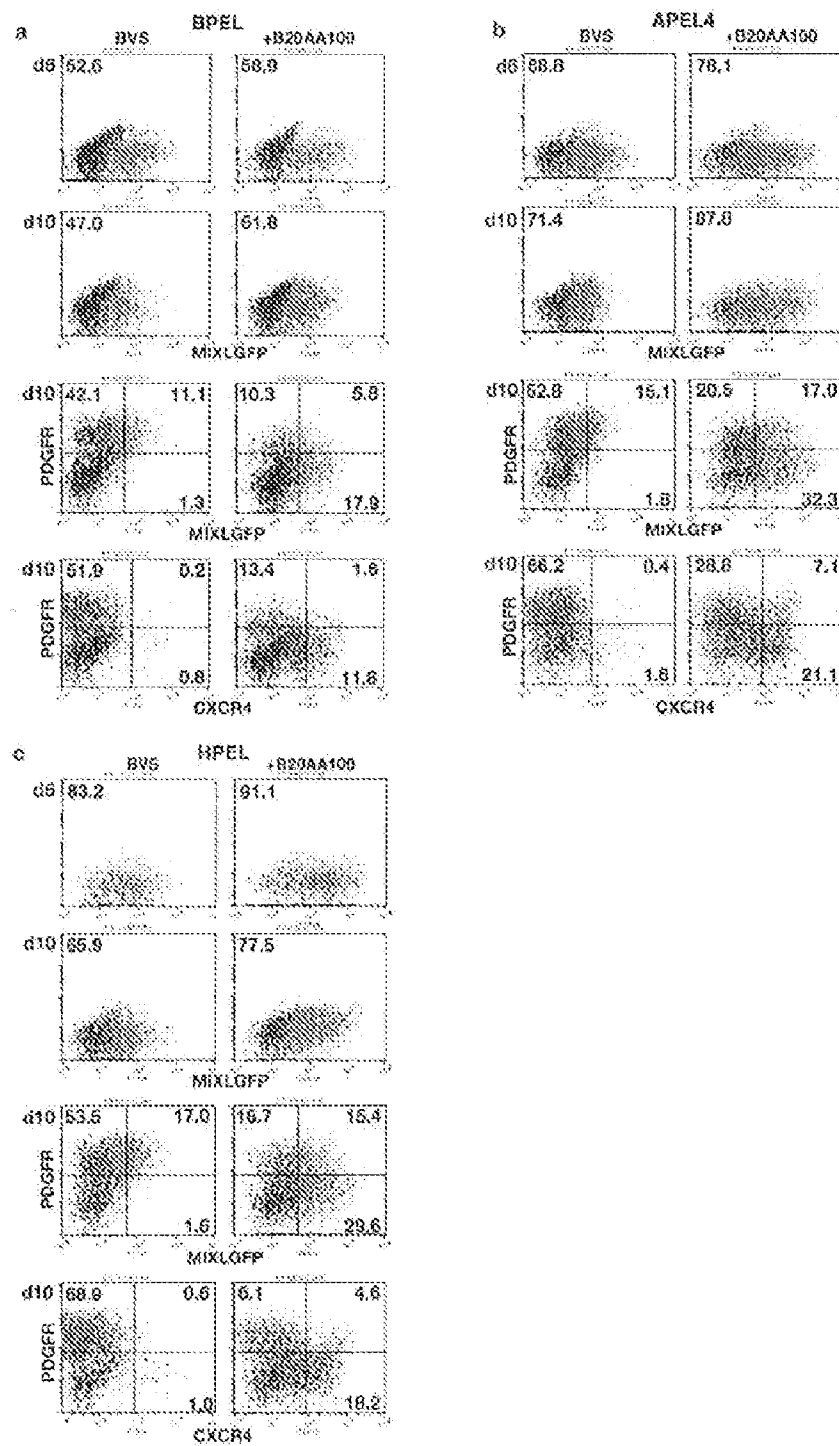 a BPEL
BVS +B20AA100
d6 52.6 58.9
d10 47.0 61.8
MIXLGFP
d10 42.1 11.1 10.3 5.8
PDGFR
1.3 17.9
MIXLGFP
d10 51.9 0.2 13.4 1.6
PDGFR
0.8 11.8
CXCR4
b APEL4
BVS +B20AA100
d6 68.8 78.1
d10 71.4 87.8
MIXLGFP
d10 52.8 15.1 20.5 17.0
PDGFR
1.8 32.3
MIXLGFP
d10 66.2 0.4 28.8 7.1
PDGFR
1.6 21.1
CXCR4
c HPEL
BVS +B20AA100
d6 83.2 91.1
d10 65.9 77.5
MIXLGFP
d10 53.5 17.0 16.7 15.4
PDGFR
1.6 29.6
MIXLGFP
d10 68.9 0.6 6.1 4.6
PDGFR
1.0 18.2
CXCR4